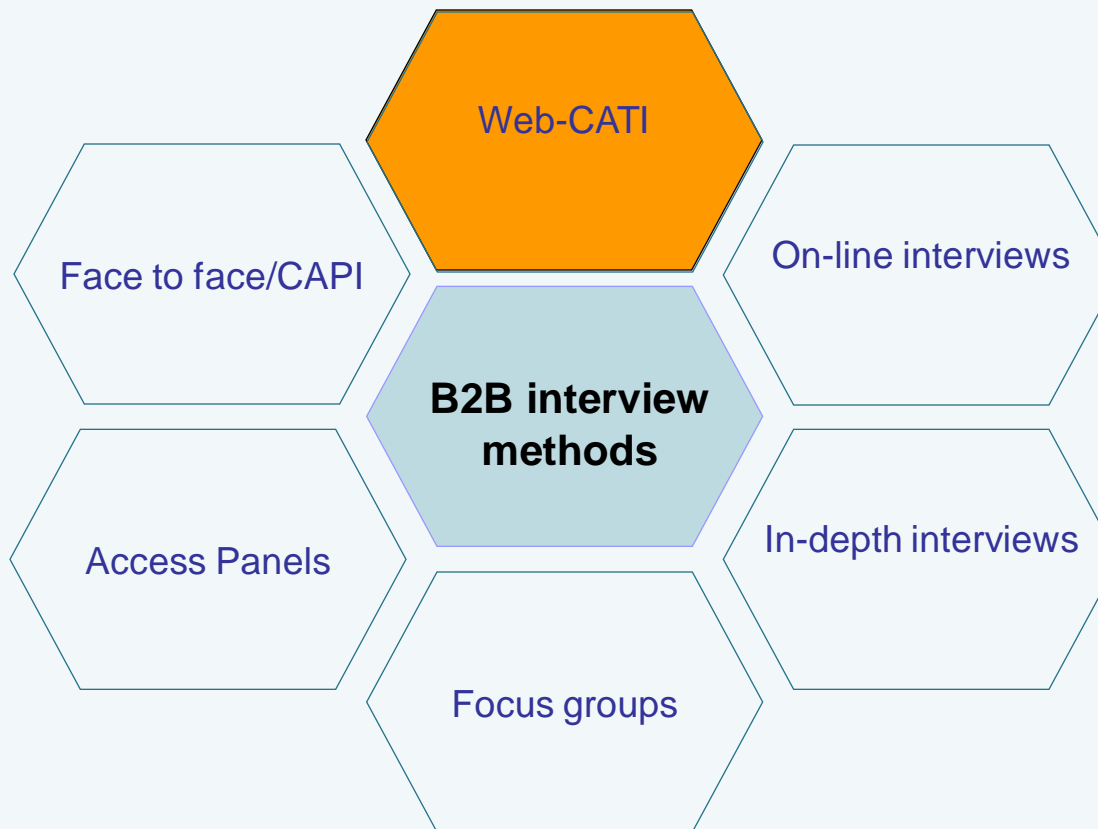 Web-CATI
Face to face/CAPI
On-line interviews
B2B interview
methods
Access Panels
In-depth interviews
Focus groups